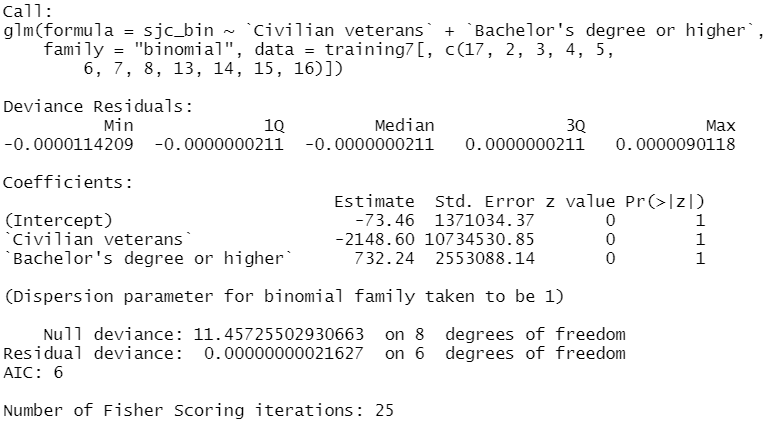 Call:
glm(formula = sjc_bin ~ `Civilian veterans` + `Bachelor's degree or higher`,
    family = "binomial", data = training7[, c(17, 2, 3, 4, 5,
        6, 7, 8, 13, 14, 15, 16)])

Deviance Residuals:
          Min            1Q        Median            3Q           Max
-0.0000114209  -0.0000000211  -0.0000000211  0.0000000211  0.0000090118

Coefficients:
                               Estimate  Std. Error z value Pr(>|z|)
(Intercept)                      -73.46  1371034.37       0        1
`Civilian veterans`            -2148.60 10734530.85       0        1
`Bachelor's degree or higher`    732.24  2553088.14       0        1

(Dispersion parameter for binomial family taken to be 1)

    Null deviance: 11.45725502930663  on 8  degrees of freedom
Residual deviance:  0.00000000021627  on 6  degrees of freedom
AIC: 6

Number of Fisher Scoring iterations: 25